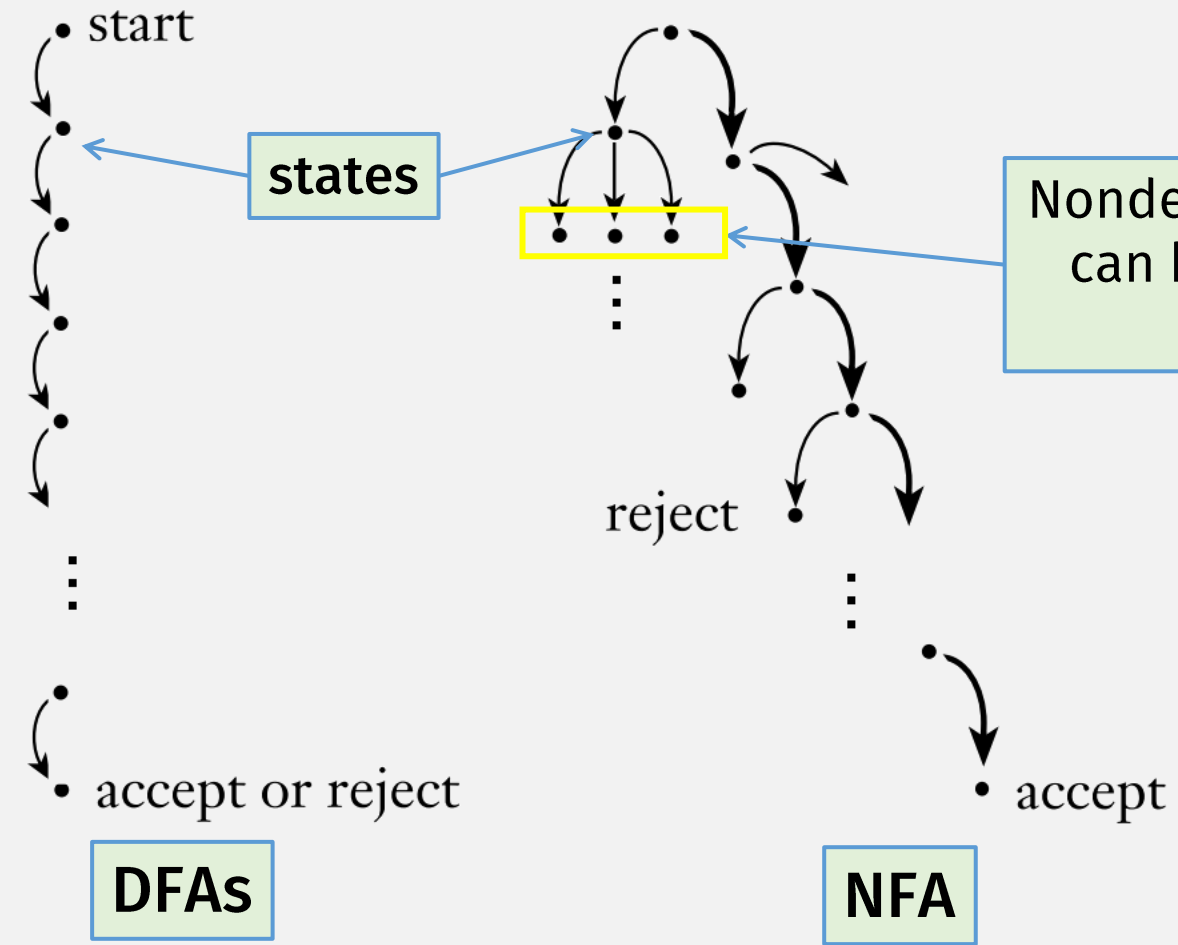 start
states
Nonde
can
reject
accept or reject
accept
DFAs
NFA